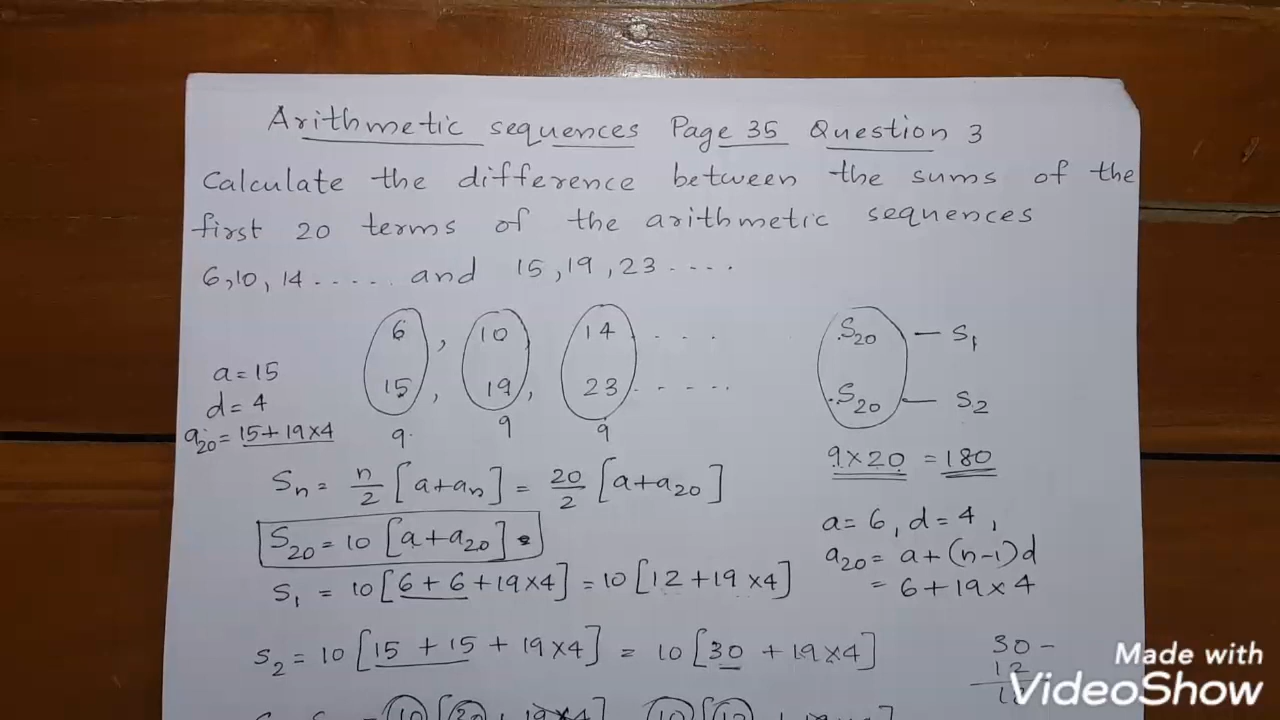 Arithmetic sequences Page 35 Question 3
Calculate the difference between the sums of the
first 20 terms of the arithmetic sequences
6,10, 14 ..... and 15,19,23 ....
6, 10 14 . . .
15, 19, 23 . - - - -
9. 9 9
a=15
d=4
a20 = 15+19×4
S20 — S1
S20 — S2
9×20 = 180
Sn = n/2 [a+an] = 20/2 [a+a20]
S20 = 10 [a+a20]
S1 = 10[6+6+19×4] = 10[12+19×4]
S2 = 10[15+15+19×4] = 10[30+19×4]
a=6, d=4,
a20 = a+(n-1)d
= 6+19×4
30 -
12
Made with
VideoShow